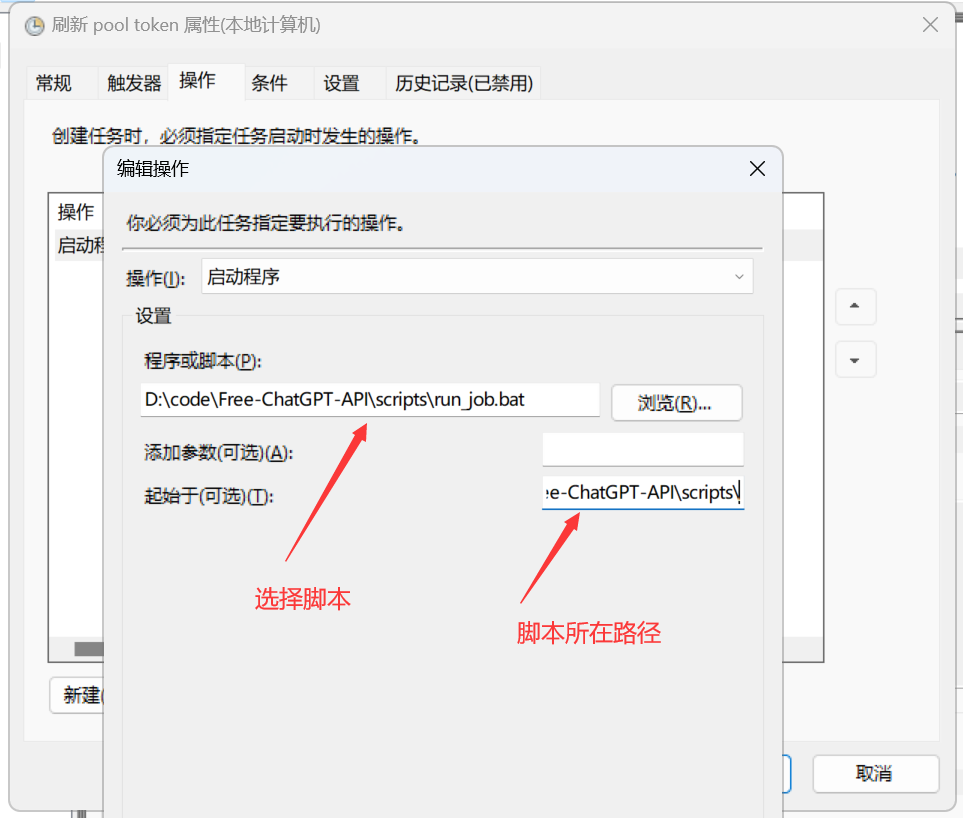 刷新 pool token 属性(本地计算机)
常规 触发器 操作 条件 设置 历史记录(已禁用)
创建任务时，必须指定任务启动时发生的操作。
编辑操作
操作
你必须为此任务指定要执行的操作。
启动程
操作(I): 启动程序
设置
程序或脚本(P):
D:\code\Free-ChatGPT-API\scripts\run_job.bat 浏览(R)...
添加参数(可选)(A):
起始于(可选)(T): e-ChatGPT-API\scripts\
选择脚本
脚本所在路径
新建(
取消